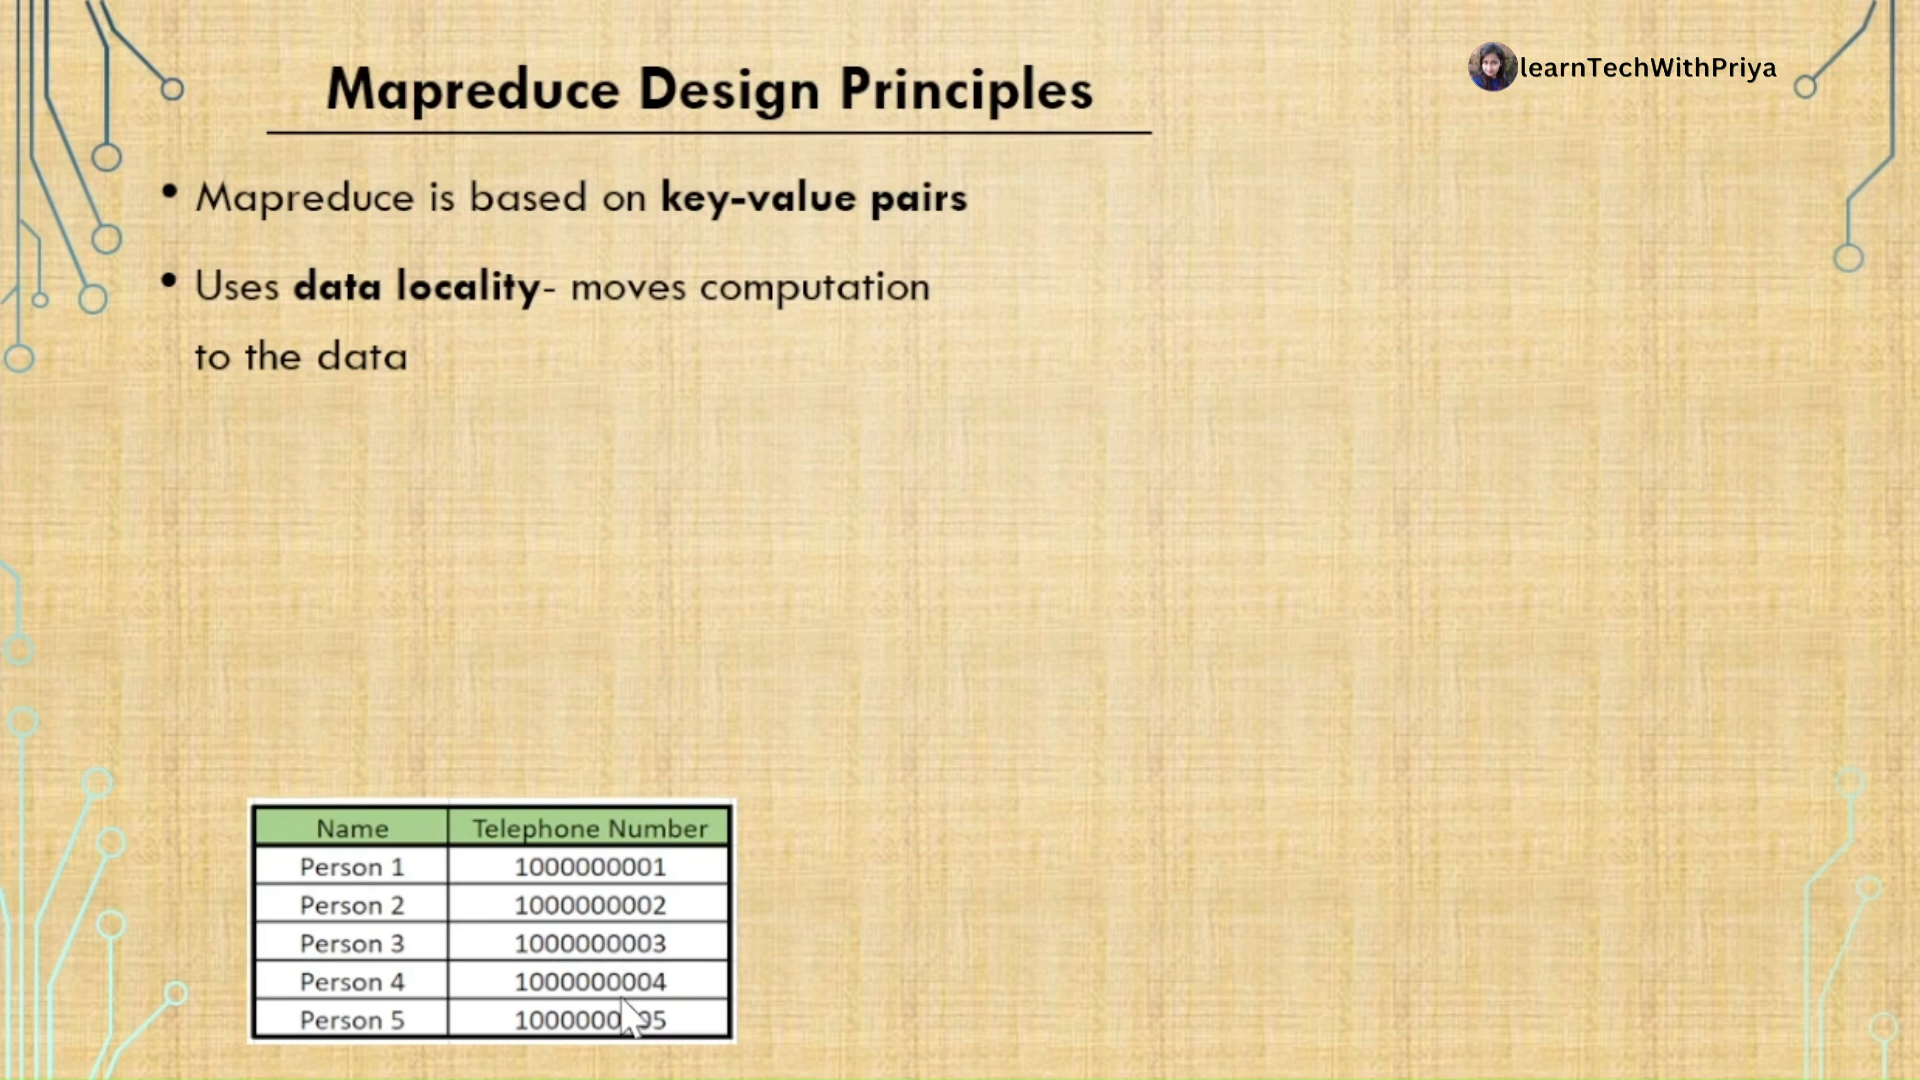 Mapreduce Design Principles
learnTechWithPriya
• Mapreduce is based on key-value pairs
• Uses data locality- moves computation
to the data
Name Telephone Number
Person 1 1000000001
Person 2 1000000002
Person 3 1000000003
Person 4 1000000004
Person 5